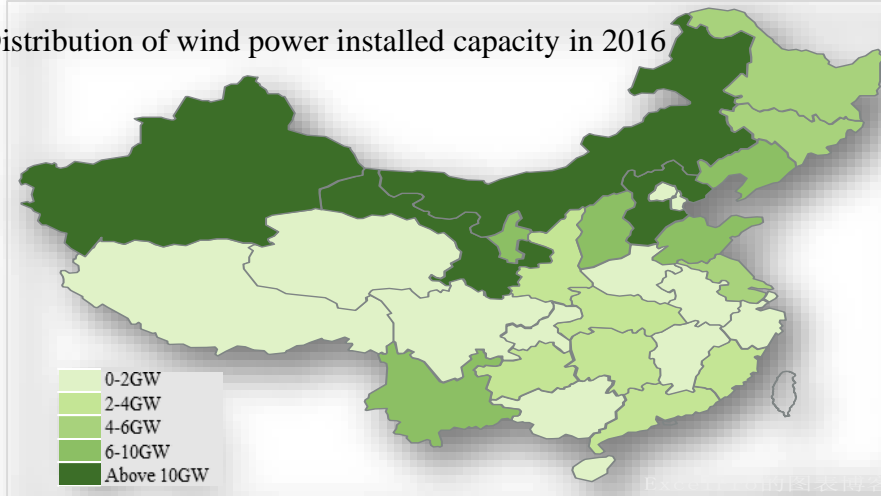 istribution of wind power installed capacity in 2016
0-2GW
2-4GW
4-6GW
6-10GW
Above 10GW